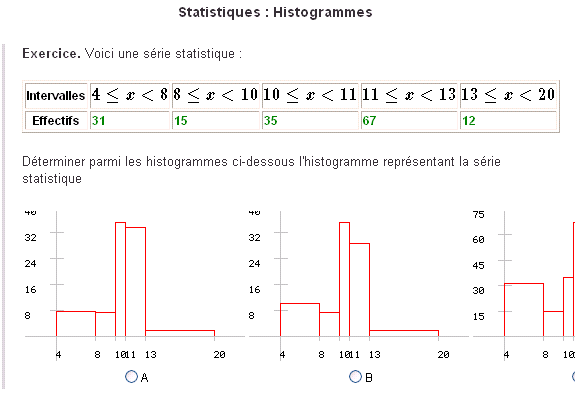 Statistiques : Histogrammes
Exercice. Voici une série statistique :
Intervalles 4 ≤ x < 8 8 ≤ x < 10 10 ≤ x < 11 11 ≤ x < 13 13 ≤ x < 20
Effectifs 31 15 35 67 12
Déterminer parmi les histogrammes ci-dessous l'histogramme représentant la série
statistique
40 40 75
32 32 60
24 24 45
16 16 30
8 8 15
4 8 10 11 13 20 4 8 10 11 13 20 4 8 10
A B